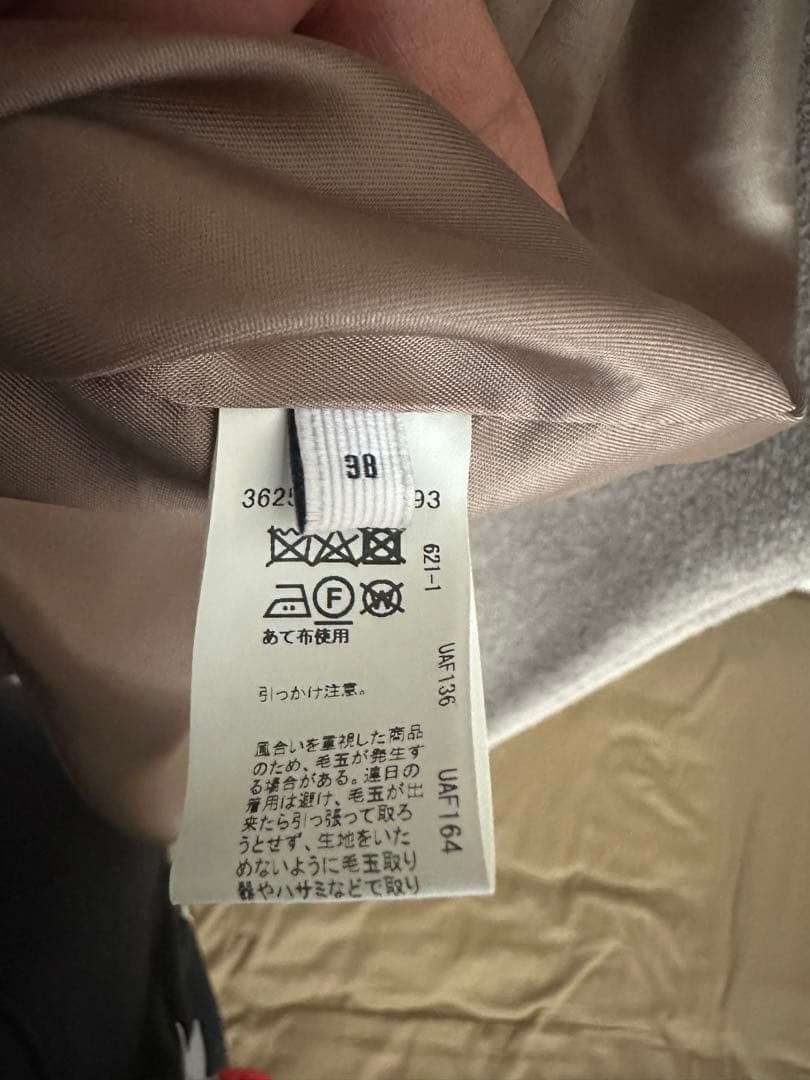 38
3625
93
621-1
F
W
あて布使用
UAF136
引っかけ注意。
UAF164
風合いを重視した商品
のため、毛玉が発生す
る場合がある。連日の
着用は避け、毛玉が出
来たら引っ張って取ろ
うとせず、生地をいた
めないように毛玉取り
器やハサミなどで取り